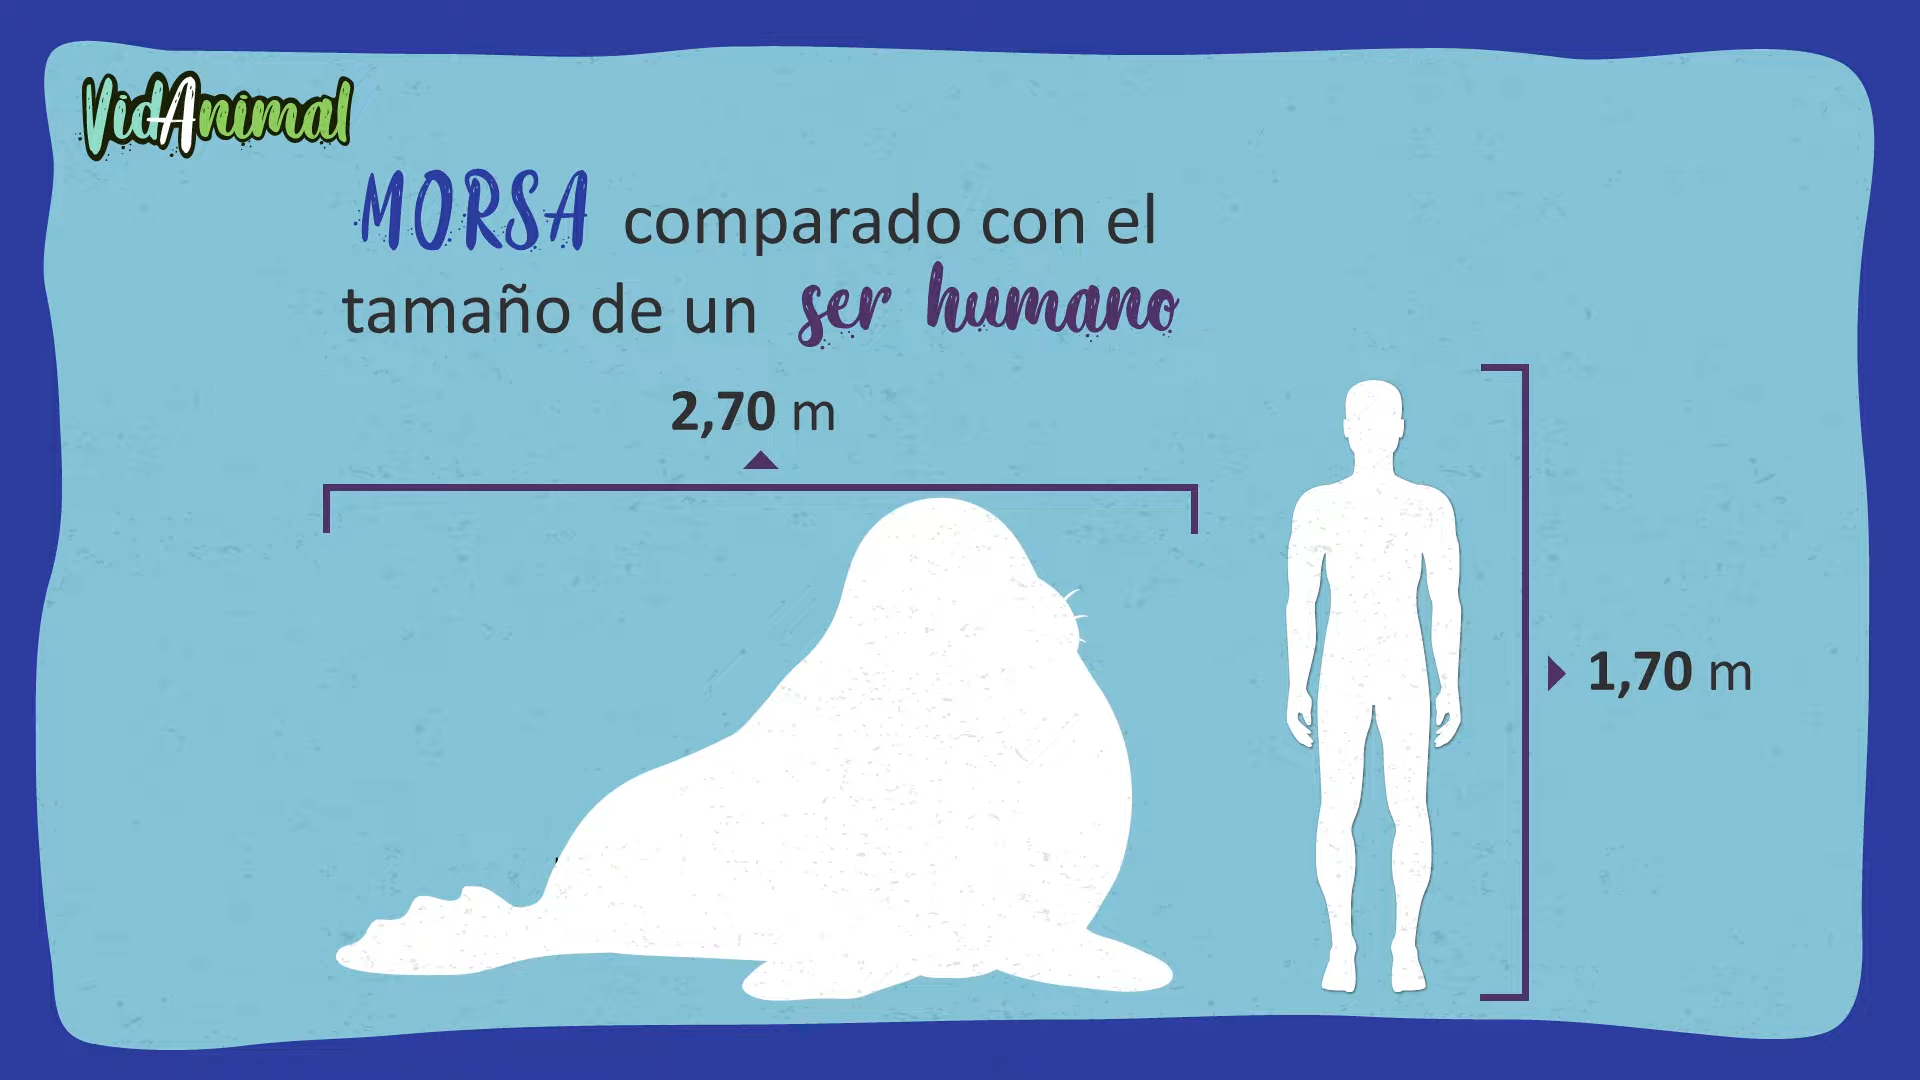 VidAnimal
MORSA comparado con el
tamaño de un ser humano
2,70 m
1,70 m